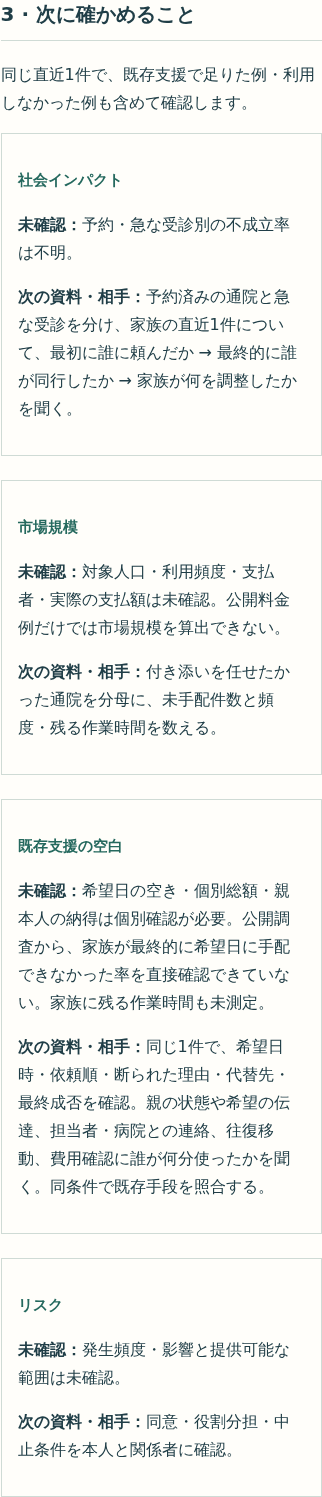 3・次に確かめること
同じ直近1件で、既存支援で足りた例・利用
しなかった例も含めて確認します。
社会インパクト
未確認：予約・急な受診別の不成立率
は不明。
次の資料・相手：予約済みの通院と急
な受診を分け、家族の直近1件につい
て、最初に誰に頼んだか → 最終的に誰
が同行したか → 家族が何を調整したか
を聞く。
市場規模
未確認：対象人口・利用頻度・支払
者・実際の支払額は未確認。公開料金
例だけでは市場規模を算出できない。
次の資料・相手：付き添いを任せたか
った通院を分母に、未手配件数と頻
度・残る作業時間を数える。
既存支援の空白
未確認：希望日の空き・個別総額・親
本人の納得は個別確認が必要。公開調
査から、家族が最終的に希望日に手配
できなかった率を直接確認できていな
い。家族に残る作業時間も未測定。
次の資料・相手：同じ1件で、希望日
時・依頼順・断られた理由・代替先・
最終成否を確認。親の状態や希望の伝
達、担当者・病院との連絡、往復移
動、費用確認に誰が何分使ったかを聞
く。同条件で既存手段を照合する。
リスク
未確認：発生頻度・影響と提供可能な
範囲は未確認。
次の資料・相手：同意・役割分担・中
止条件を本人と関係者に確認。